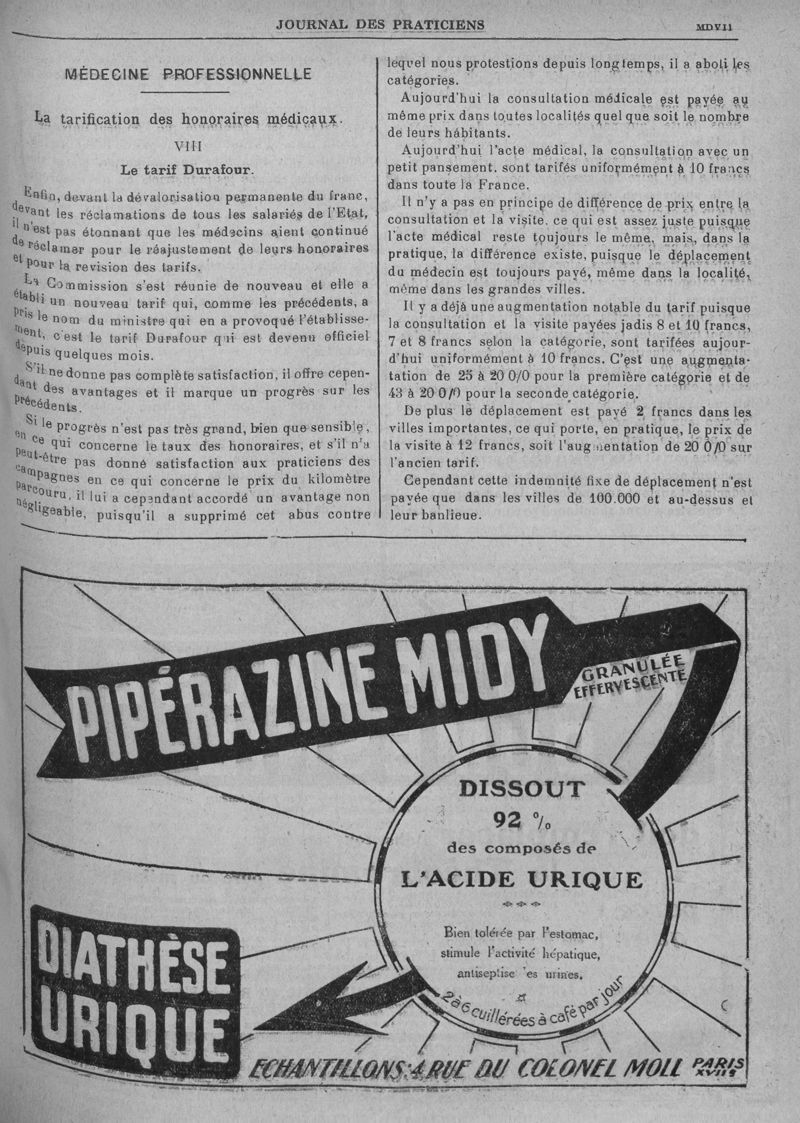 JOURNAL DES PRATICIENS
MDVII
MÉDECINE PROFESSIONNELLE
La tarification des honoraires médicaux.
VIII
Le tarif Durafour.
Enfin, devant la dévalorisation permanente du franc,
devant les réclamations de tous les salariés de l'Etat,
il n'est pas étonnant que les médecins aient continué
de réclamer pour le réajustement de leurs honoraires
et pour la revision des tarifs.
La Commission s'est réunie de nouveau et elle a
établi un nouveau tarif qui, comme les précédents, a
pris le nom du ministre qui en a provoqué l'établisse-
ment, c'est le tarif Durafour qui est devenu officiel
depuis quelques mois.
S'il ne donne pas complète satisfaction, il offre cepen-
dant des avantages et il marque un progrès sur les
précédents.
Si le progrès n'est pas très grand, bien que sensible,
en ce qui concerne le taux des honoraires, et s'il n'a
peut-être pas donné satisfaction aux praticiens des
campagnes en ce qui concerne le prix du kilomètre
parcouru, il lui a cependant accordé un avantage non
négligeable, puisqu'il a supprimé cet abus contre
lequel nous protestions depuis longtemps, il a aboli les
catégories.
Aujourd'hui la consultation médicale est payée au
même prix dans toutes localités quel que soit le nombre
de leurs hábitants.
Aujourd'hui l'acte médical, la consultation avec un
petit pansement, sont tarifés uniformément à 10 francs
dans toute la France.
Il n'y a pas en principe de différence de prix entre la
consultation et la visite, ce qui est assez juste puisque
l'acte médical reste toujours le même, mais, dans la
pratique, la différence existe, puisque le déplacement
du médecin est toujours payé, même dans la localité,
même dans les grandes villes.
Il y a déjà une augmentation notable du tarif puisque
la consultation et la visite payées jadis 8 et 10 francs,
7 et 8 francs selon la catégorie, sont tarifées aujour-
d'hui uniformément à 10 francs. C'est une augmenta-
tation de 25 à 20 0/0 pour la première catégorie et de
43 à 20 0/0 pour la seconde catégorie.
De plus le déplacement est payé 2 francs dans les
villes importantes, ce qui porte, en pratique, le prix de
la visite à 12 francs, soit l'augmentation de 20 0/0 sur
l'ancien tarif.
Cependant cette indemnité fixe de déplacement n'est
payée que dans les villes de 100.000 et au-dessus et
leur banlieue.
PIPÉRAZINE MIDY
GRANULÉE
EFFERVESCENTE
DISSOUT
92 %
des composés de
L'ACIDE URIQUE
Bien tolérée par l'estomac,
stimule l'activité hépatique,
antiseptise les urines.
2 à 6 cuillérées à café par jour
DIATHÈSE
URIQUE
ECHANTILLONS: 4 RUE DU COLONEL MOLL PARIS
XVIIe